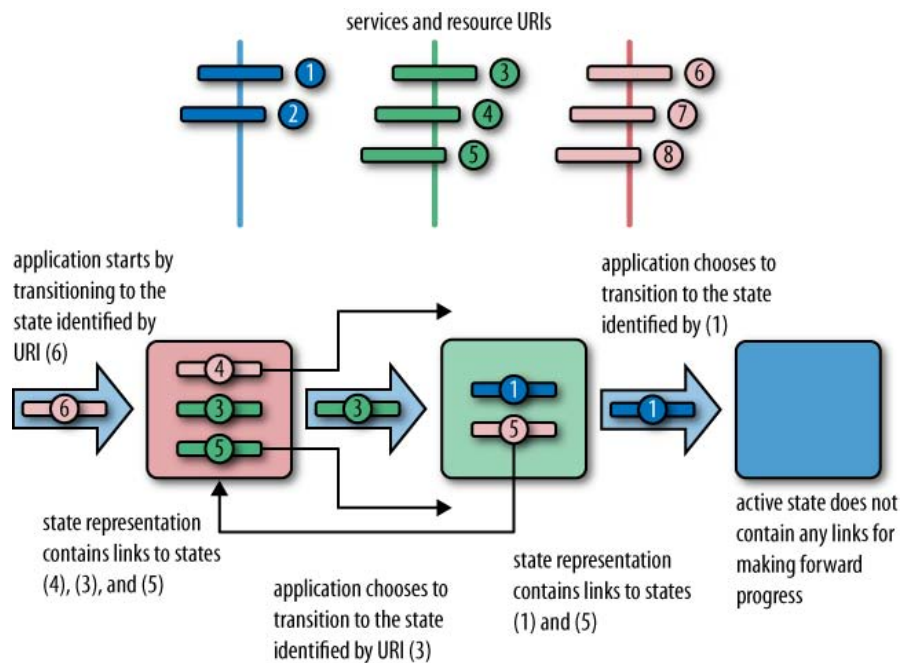 services and resource URIs
1
3
6
2
4
7
5
8
application starts by
transitioning to the
state identified by
URI (6)
application chooses to
transition to the state
identified by (1)
4
1
6
3
3
1
5
5
state representation
contains links to states
(4), (3), and (5)
application chooses to
transition to the state
identified by URI (3)
state representation
contains links to states
(1) and (5)
active state does not
contain any links for
making forward
progress